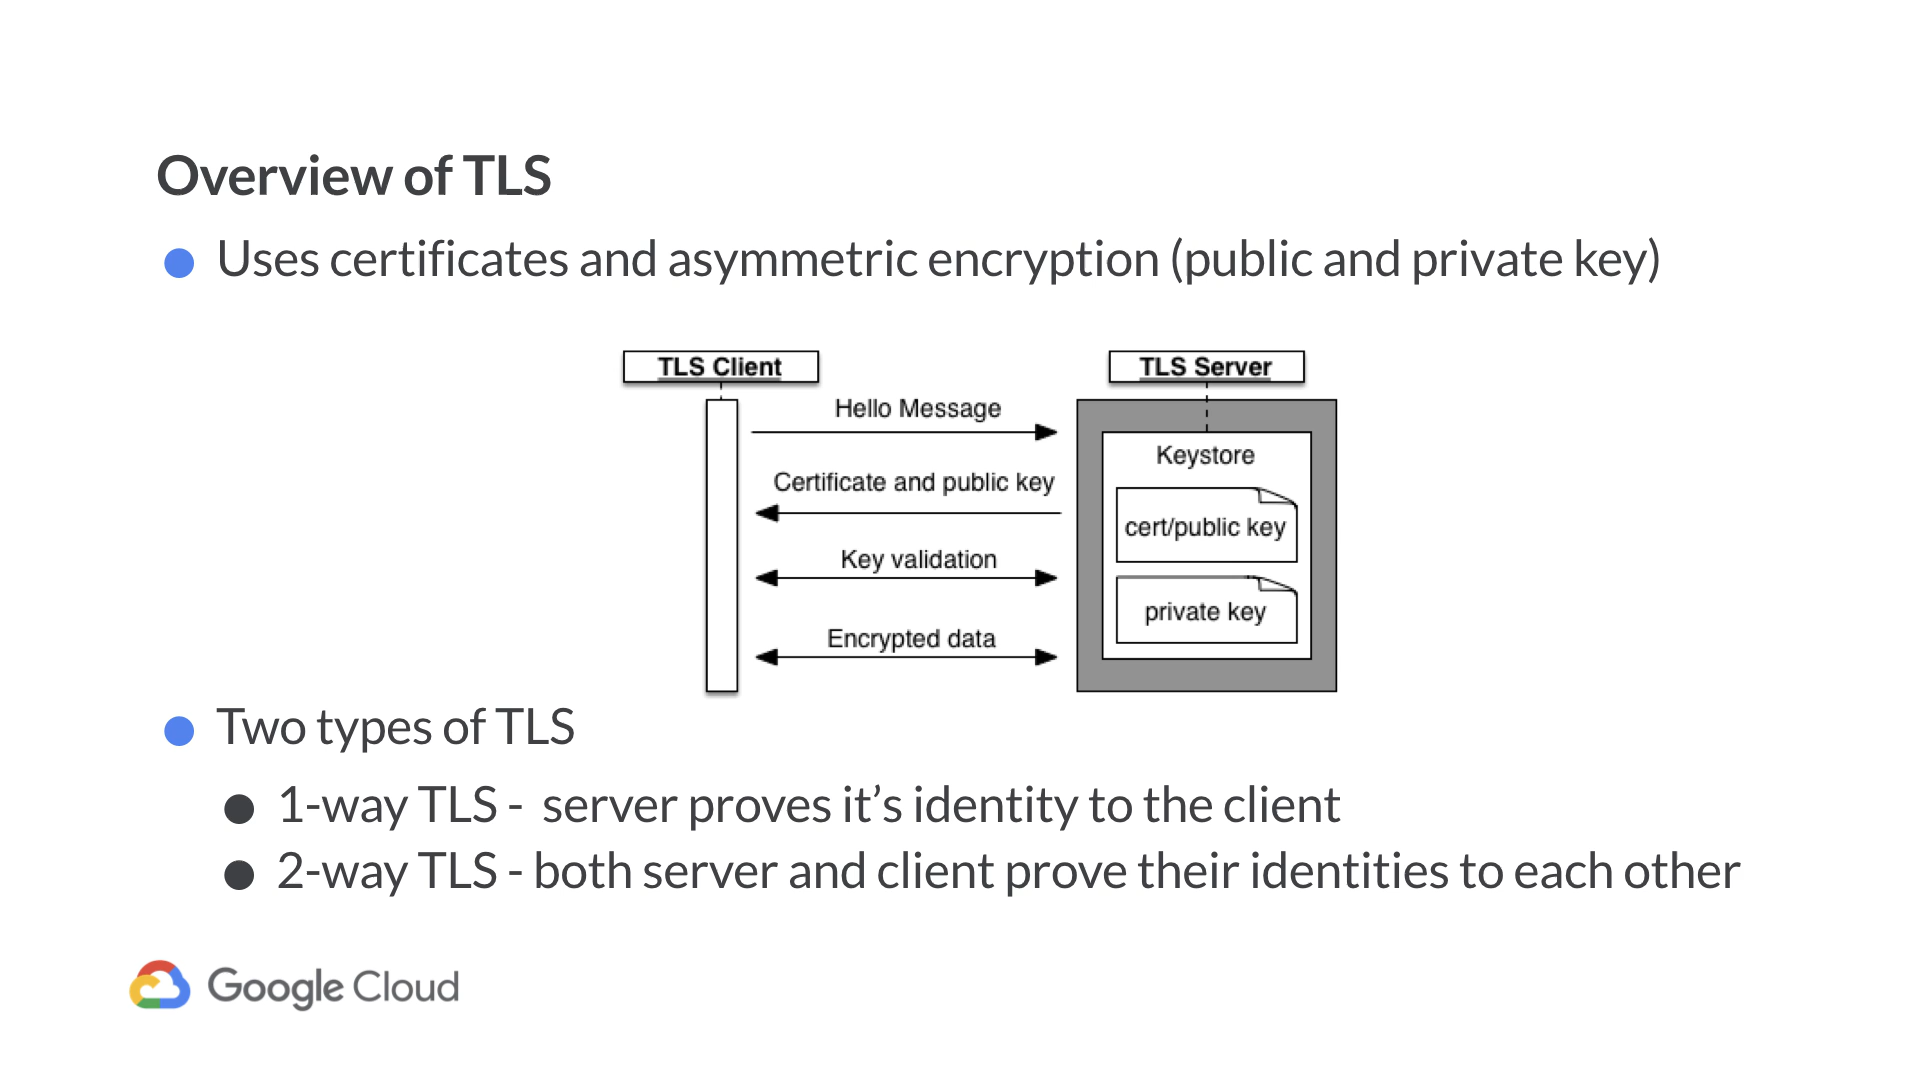 Overview of TLS
Uses certificates and asymmetric encryption (public and private key)
TLS Client
TLS Server
Hello Message
Keystore
Certificate and public key
cert/public key
Key validation
private key
Encrypted data
Two types of TLS
1-way TLS - server proves it’s identity to the client
2-way TLS - both server and client prove their identities to each other
Google Cloud